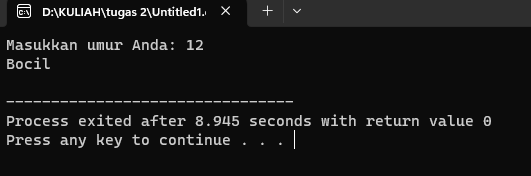 D:\KULIAH\tugas 2\Untitled1.
Masukkan umur Anda: 12
Bocil
--------------------------------
Process exited after 8.945 seconds with return value 0
Press any key to continue . . .